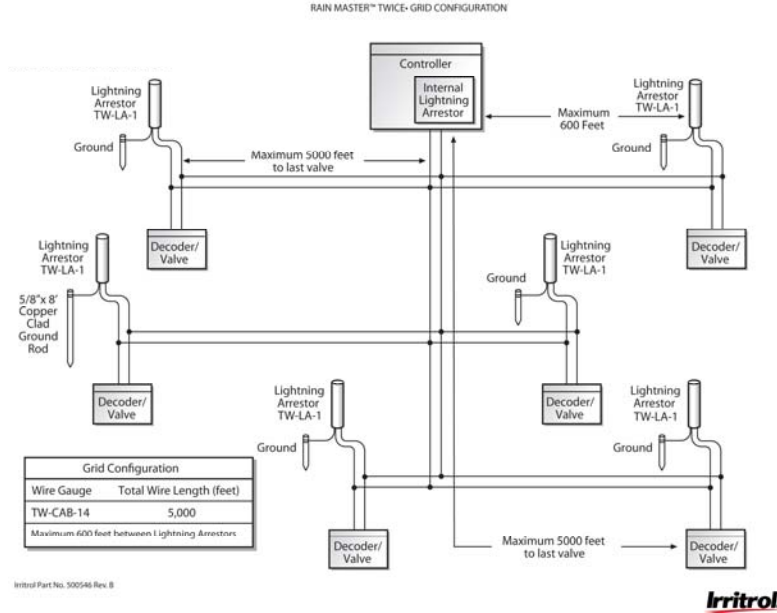 RAIN MASTER™ TWICE• GRID CONFIGURATION
Controller
Internal
Lightning
Arrestor
Lightning
Arrestor
TW-LA-1
Ground
Maximum
600 Feet
Lightning
Arrestor
TW-LA-1
Ground
Maximum 5000 feet
to last valve
Decoder/
Valve
Decoder/
Valve
Lightning
Arrestor
TW-LA-1
5/8"x 8'
Copper
Clad
Ground
Rod
Lightning
Arrestor
TW-LA-1
Ground
Decoder/
Valve
Decoder/
Valve
Lightning
Arrestor
TW-LA-1
Ground
Lightning
Arrestor
TW-LA-1
Ground
Grid Configuration
Wire Gauge Total Wire Length (feet)
TW-CAB-14 5,000
Maximum 600 feet between Lightning Arrestors
Decoder/
Valve
Maximum 5000 feet
to last valve
Decoder/
Valve
Irritrol Part No. 500546 Rev. B
Irritrol